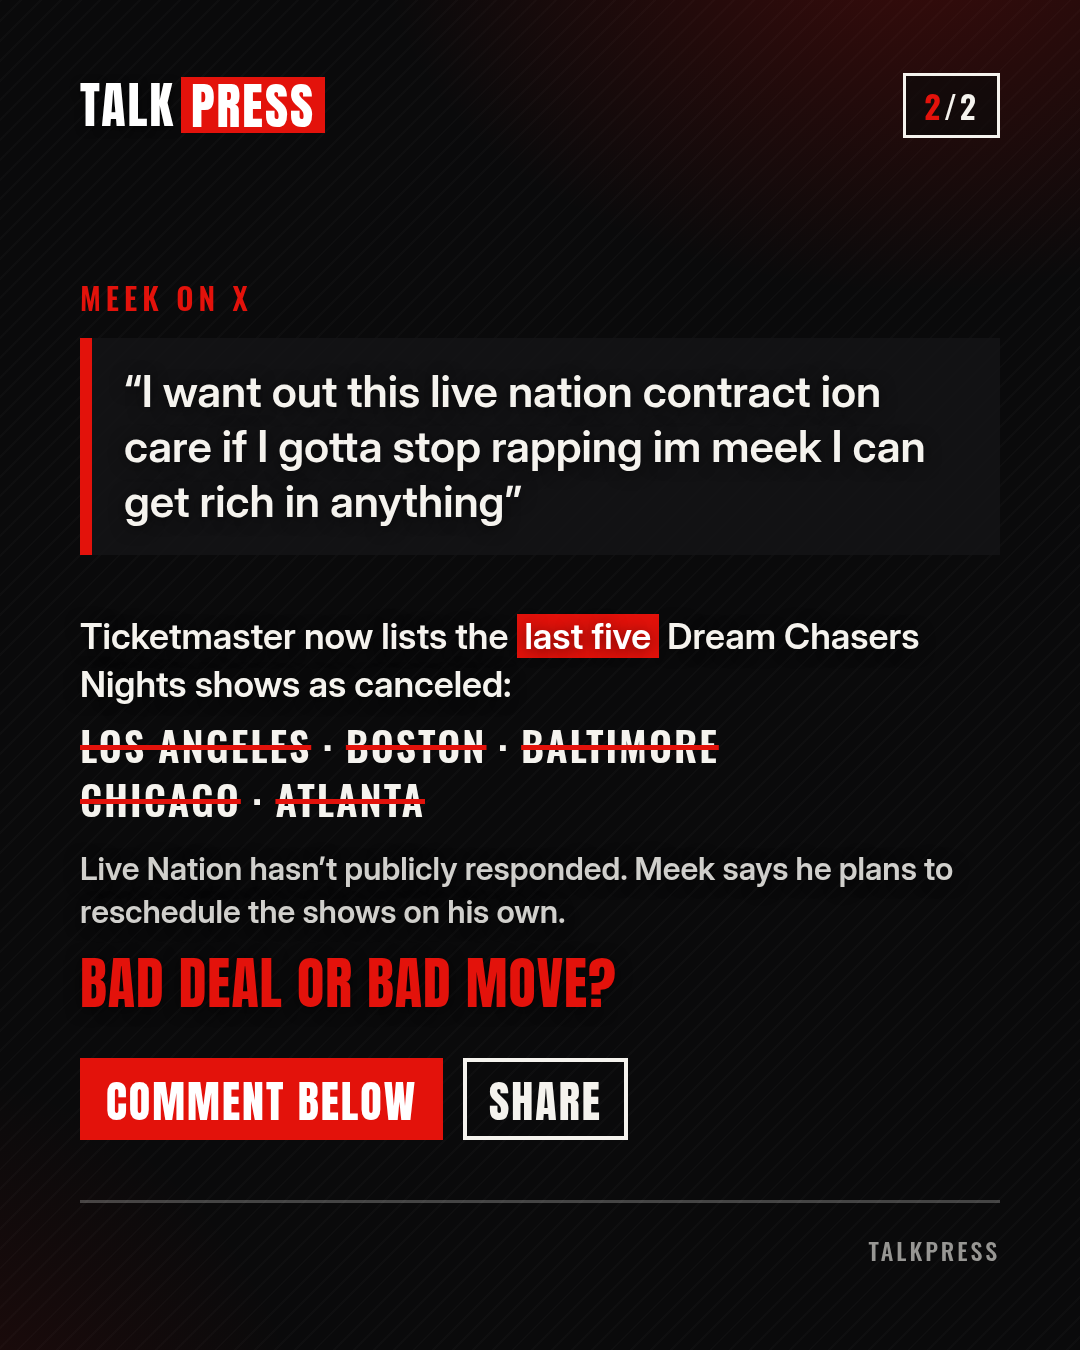 TALK PRESS
2/2
MEEK ON X
“I want out this live nation contract ion
care if I gotta stop rapping im meek I can
get rich in anything”
Ticketmaster now lists the last five Dream Chasers
Nights shows as canceled:
LOS ANGELES · BOSTON · BALTIMORE
CHICAGO · ATLANTA
Live Nation hasn’t publicly responded. Meek says he plans to
reschedule the shows on his own.
BAD DEAL OR BAD MOVE?
COMMENT BELOW SHARE
TALKPRESS